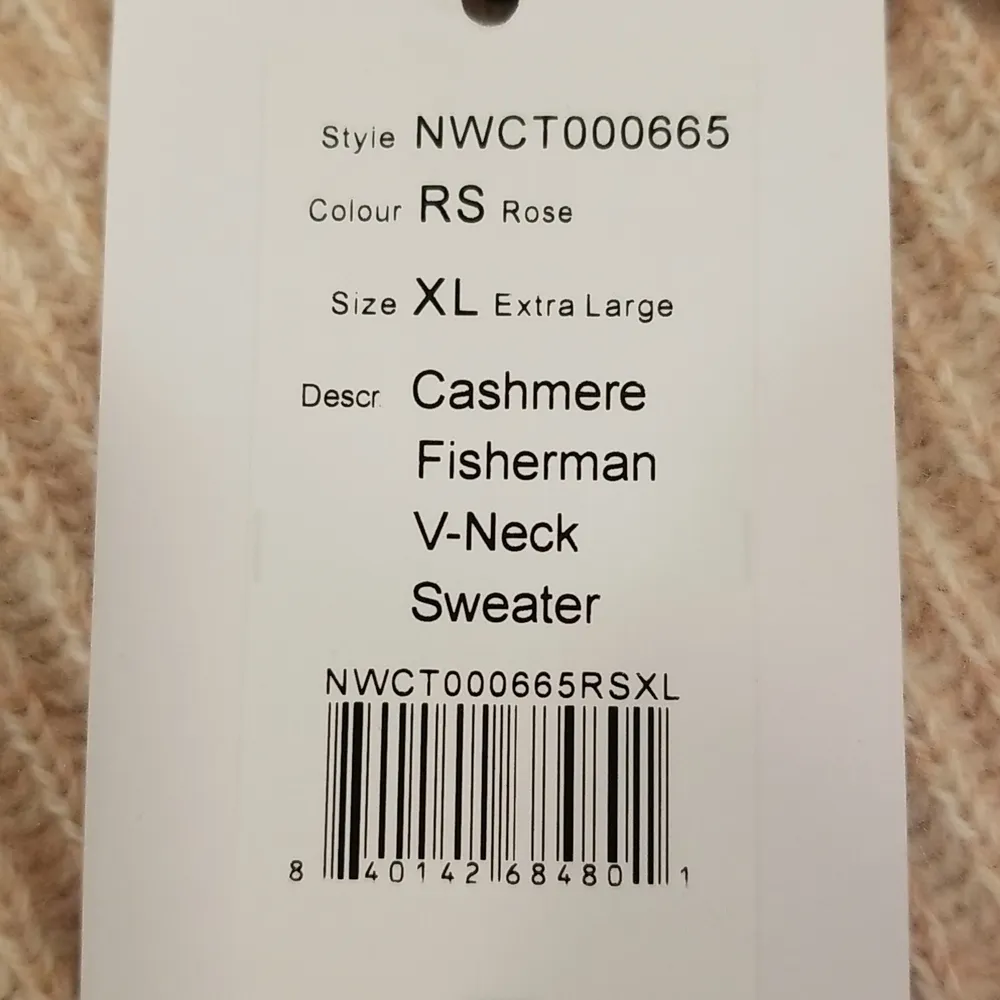 Style NWCT000665
Colour RS Rose
Size XL Extra Large
Descr. Cashmere
Fisherman
V-Neck
Sweater
NWCT000665RSXL
8 40142 68480 1